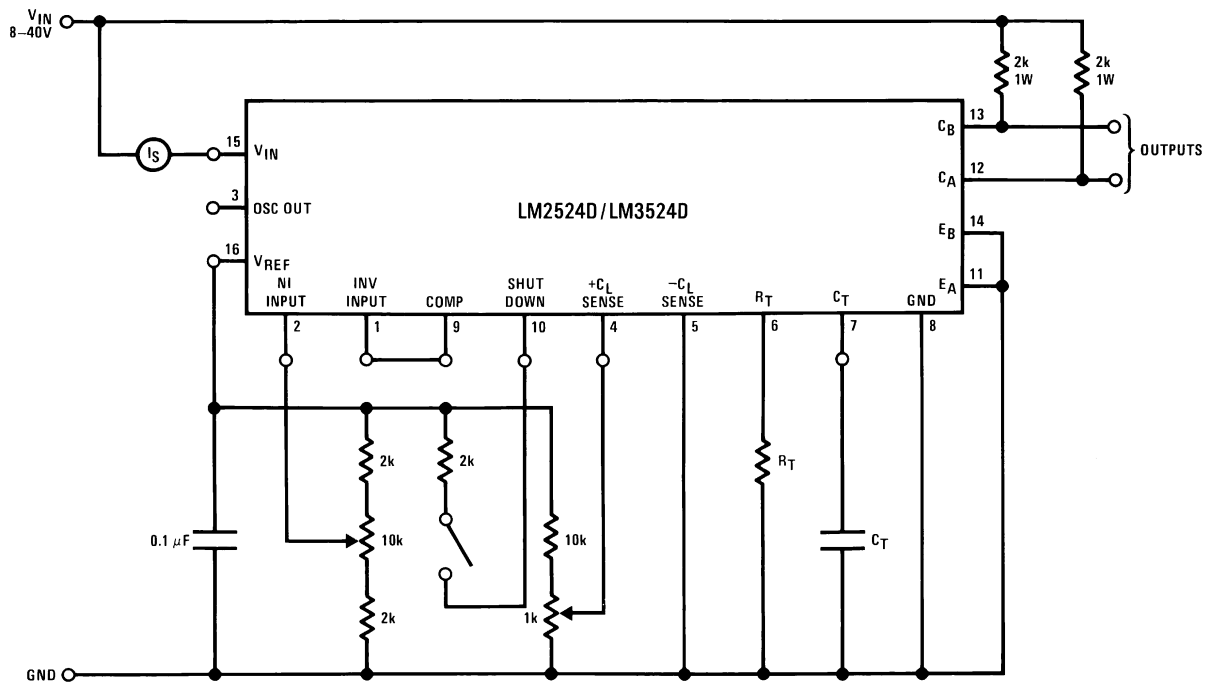 VIN
8–40V
2k
1W
2k
1W
13
CB
IS
15
VIN
OUTPUTS
12
CA
3
OSC OUT
LM2524D/LM3524D
14
EB
16
VREF
11
EA
NI
INPUT
INV
INPUT
COMP
SHUT
DOWN
+CL
SENSE
−CL
SENSE
RT
CT
GND
2
1
9
10
4
5
6
7
8
2k
2k
RT
0.1 μF
10k
10k
CT
2k
1k
GND